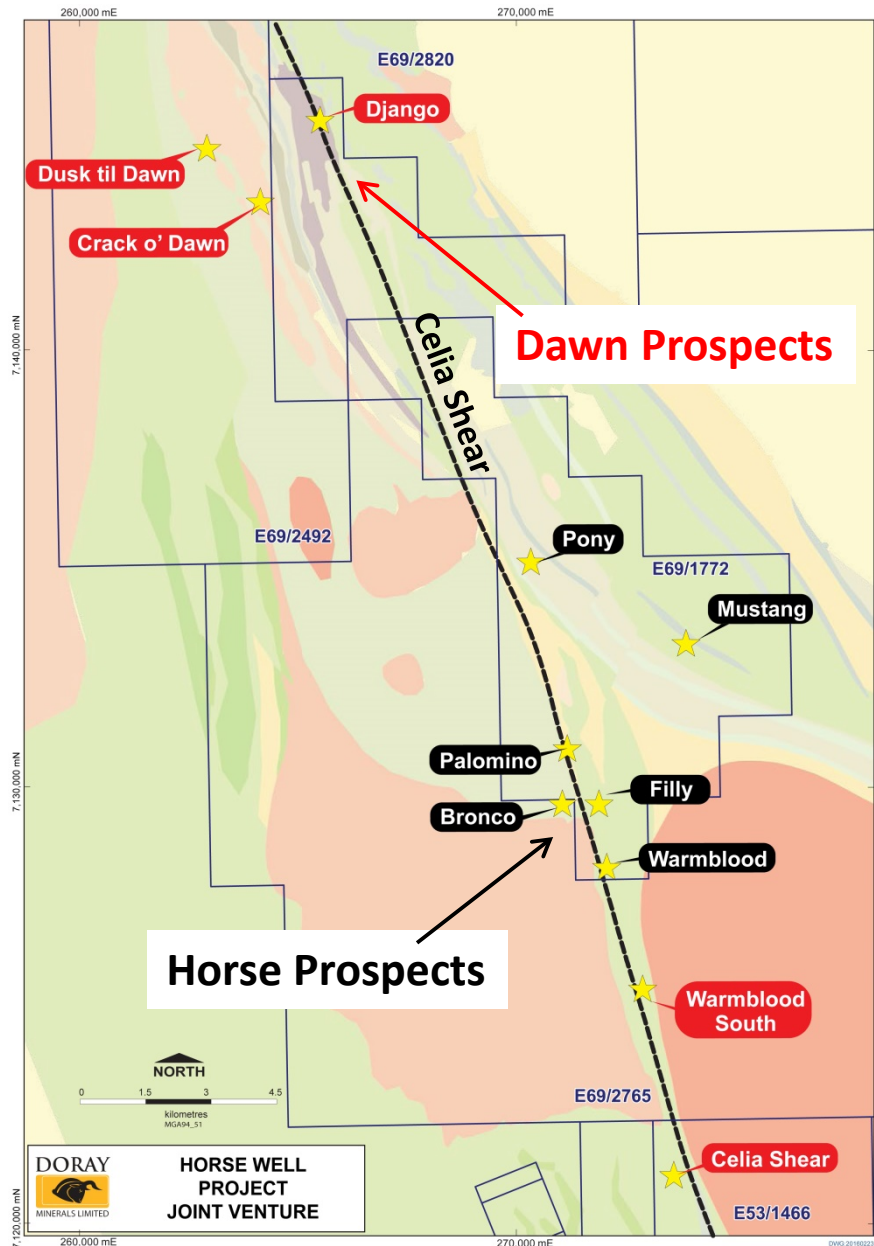 260,000 mE
270,000 mE
E69/2820
Django
Dusk til Dawn
Crack o' Dawn
Dawn Prospects
7,140,000 mN
Celia Shear
E69/2492
Pony
E69/1772
Mustang
Palomino
Filly
7,130,000 mN
Bronco
Warmblood
Horse Prospects
Warmblood
South
NORTH
0 1.5 3 4.5
kilometres
MGA94_51
E69/2765
DORAY
MINERALS LIMITED
HORSE WELL
PROJECT
JOINT VENTURE
Celia Shear
E53/1466
7,120,000 mN
260,000 mE
270,000 mE
DWG 20160223